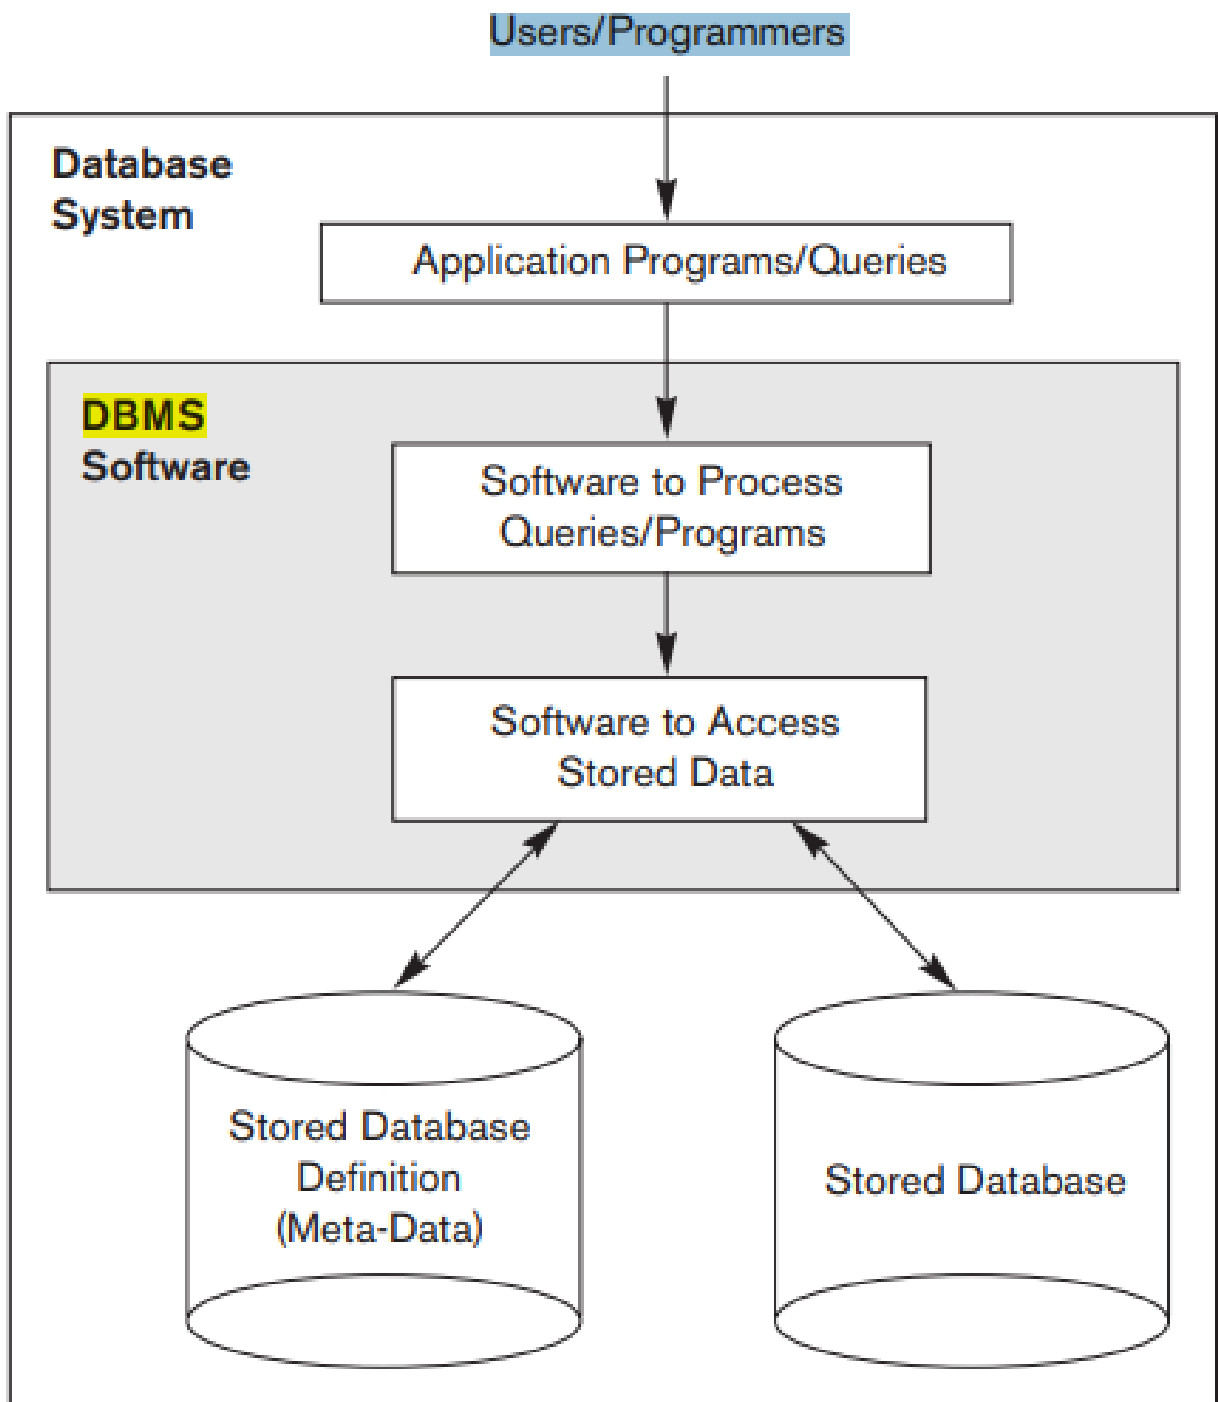 Users/Programmers
Database
System
Application Programs/Queries
DBMS
Software
Software to Process
Queries/Programs
Software to Access
Stored Data
Stored Database
Definition
(Meta-Data)
Stored Database